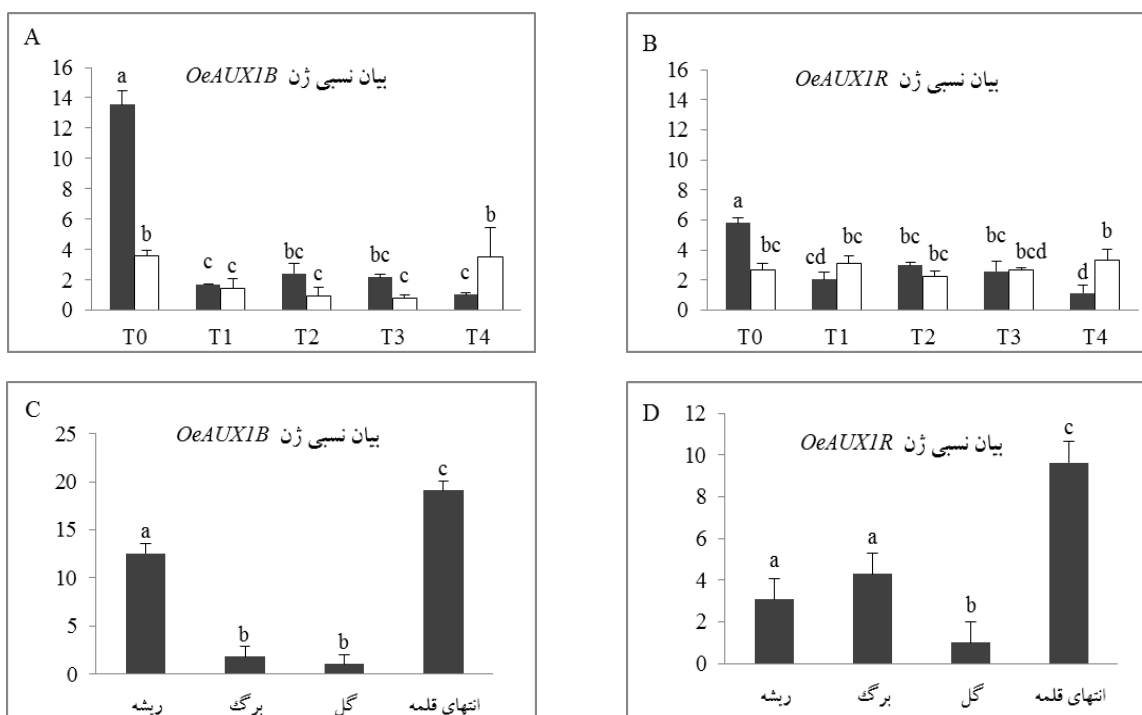 A
بیان نسبی ژن OeAUX1B
16
14
12
10
8
6
4
2
0
a
b
c c
bc c
bc c
c b
T0 T1 T2 T3 T4
B
بیان نسبی ژن OeAUX1R
16
14
12
10
8
6
4
2
0
a
bc
cd bc
bc bc
bc bcd
d b
T0 T1 T2 T3 T4
C
بیان نسبی ژن OeAUX1B
25
20
15
10
5
0
a b b c
ریشه برگ گل انتهای قلمه
D
بیان نسبی ژن OeAUX1R
12
10
8
6
4
2
0
a a b c
ریشه برگ گل انتهای قلمه